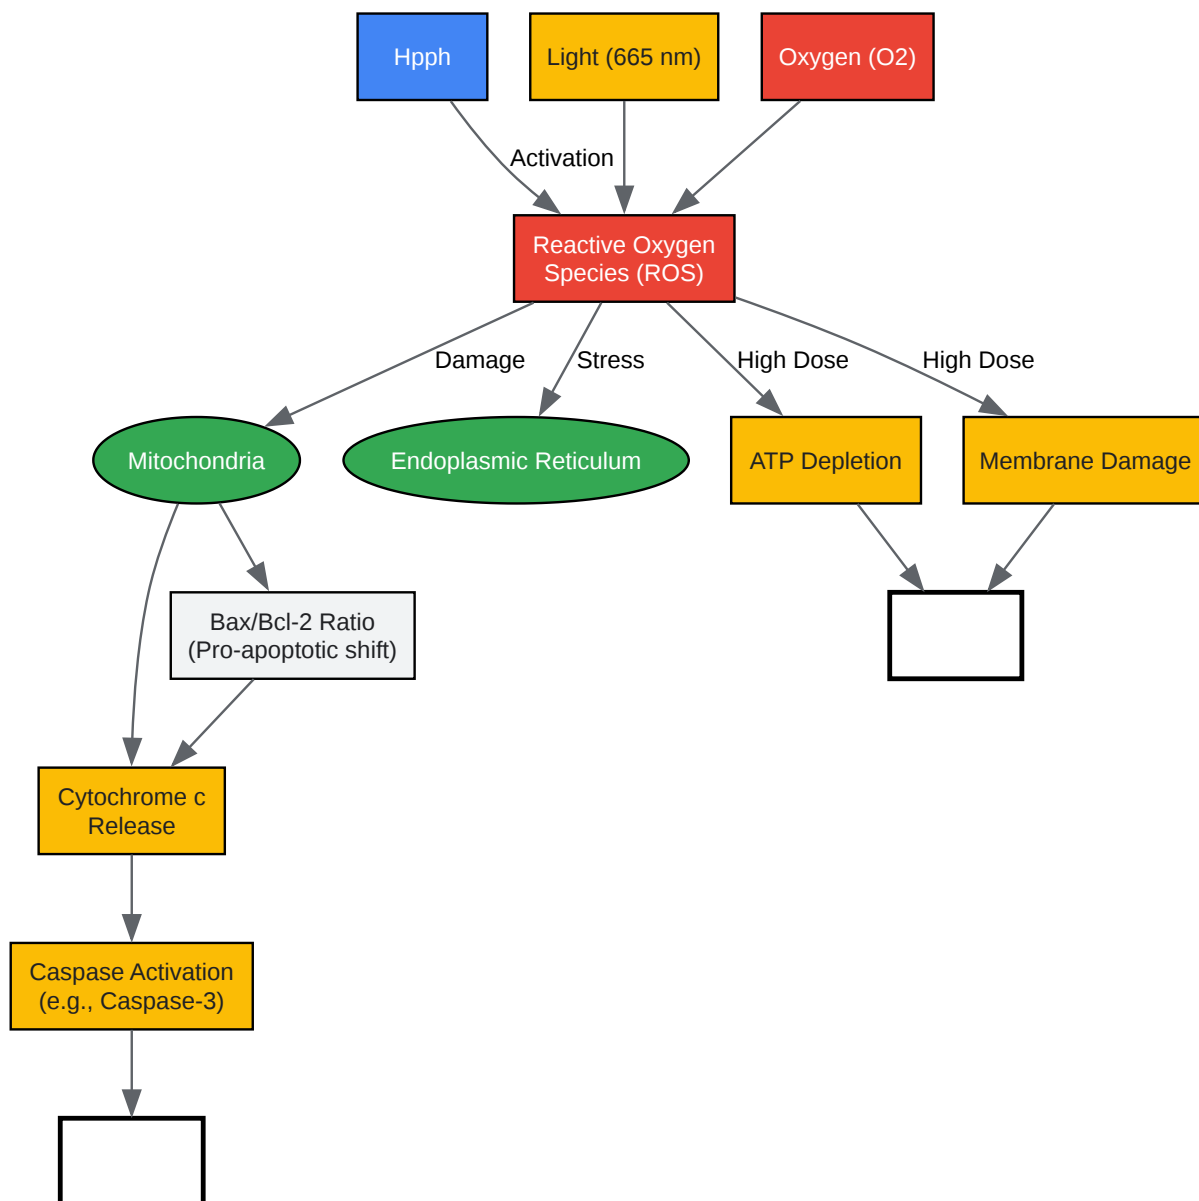 Hpph
Light (665 nm)
Oxygen (O2)
Activation
Reactive Oxygen
Species (ROS)
Damage
Stress
High Dose
High Dose
Mitochondria
Endoplasmic Reticulum
ATP Depletion
Membrane Damage
Bax/Bcl-2 Ratio
(Pro-apoptotic shift)
Cytochrome c
Release
Caspase Activation
(e.g., Caspase-3)